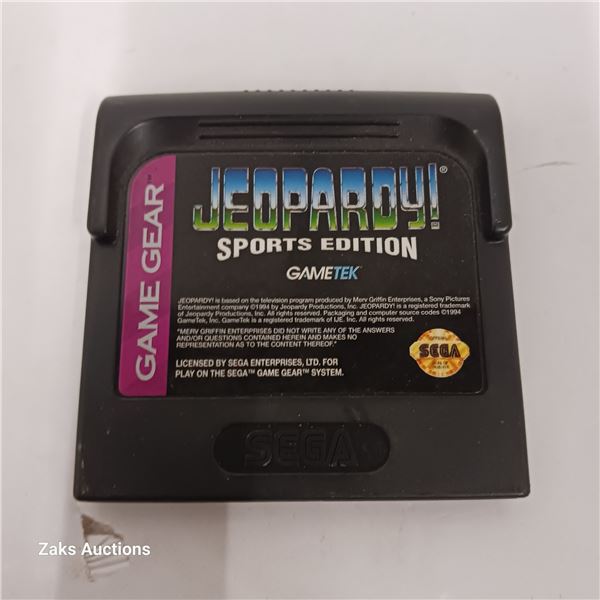 GAME GEAR™
JEOPARDY!®
SPORTS EDITION
GAMETEK
JEOPARDY! is based on the television program produced by Merv Griffin Enterprises, a Sony Pictures
Entertainment company ©1994 by Jeopardy Productions, Inc. JEOPARDY! is a registered trademark
of Jeopardy Productions, Inc. All rights reserved. Packaging and computer source codes ©1994
GameTek, Inc. GameTek is a registered trademark of IJE, Inc. All rights reserved.
"MERV GRIFFIN ENTERPRISES DID NOT WRITE ANY OF THE ANSWERS
AND/OR QUESTIONS CONTAINED HEREIN AND MAKES NO
REPRESENTATION AS TO THE CONTENT THEREOF."
LICENSED BY SEGA ENTERPRISES, LTD. FOR
PLAY ON THE SEGA™ GAME GEAR™ SYSTEM.
SEGA
SEGA
Zaks Auctions